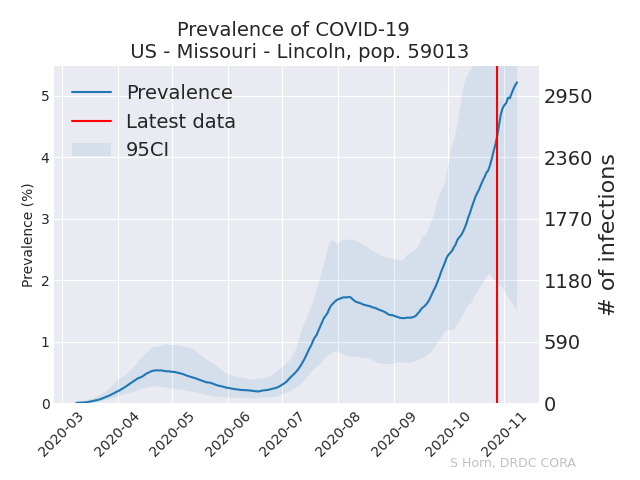 Prevalence of COVID-19
US - Missouri - Lincoln, pop. 59013
Prevalence
Latest data
95CI
Prevalence (%)
5
4
3
2
1
0
2950
2360
1770
1180
590
0
# of infections
2020-03
2020-04
2020-05
2020-06
2020-07
2020-08
2020-09
2020-10
2020-11
S Horn, DRDC CORA